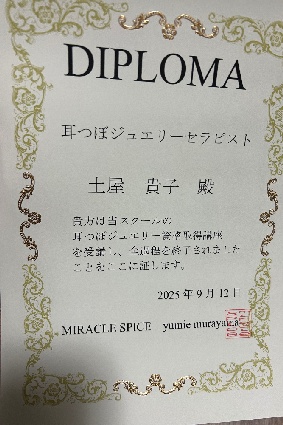 DIPLOMA
耳つぼジュエリーセラピスト
土屋 貴子 殿
貴方は当スクールの
耳つぼジュエリー資格取得講座
を受講し、全課程を終了されました
ことをここに証します。
2025年9月12日
MIRACLE SPICE yumie murayama